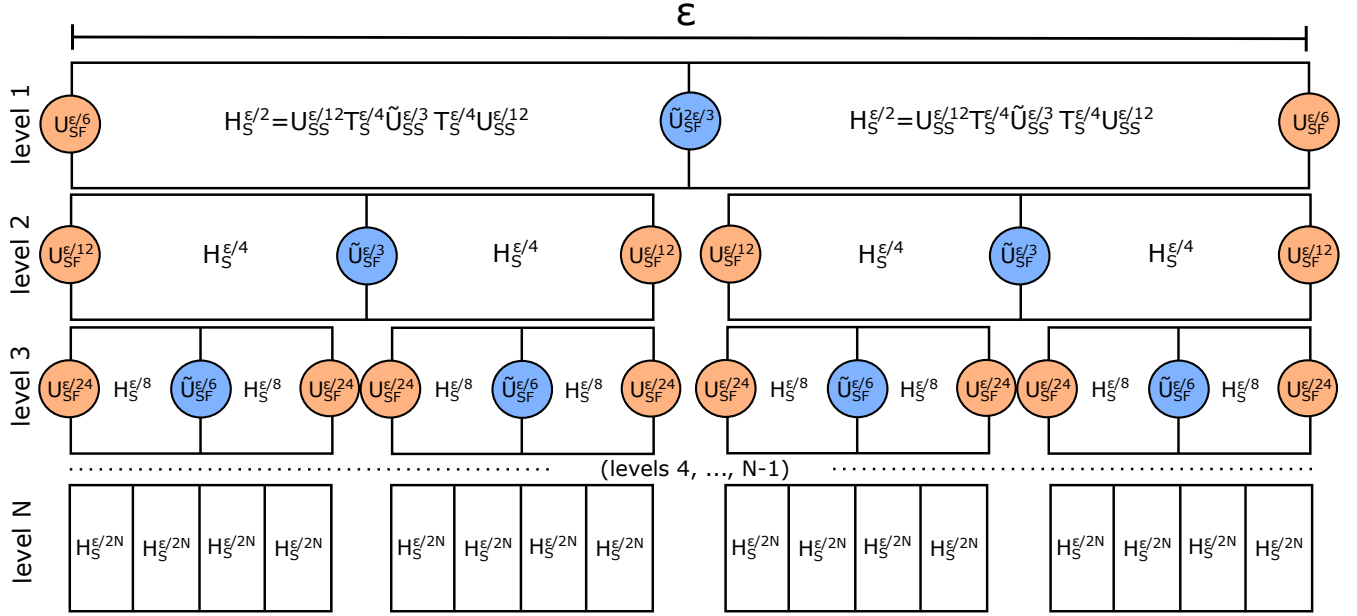 ε
level 1
U_SF^ε/6 H_S^ε/2=U_SS^ε/12 T_S^ε/4 Ũ_SS^ε/3 T_S^ε/4 U_SS^ε/12 Ũ_SF^2ε/3 H_S^ε/2=U_SS^ε/12 T_S^ε/4 Ũ_SS^ε/3 T_S^ε/4 U_SS^ε/12 U_SF^ε/6
level 2
U_SF^ε/12 H_S^ε/4 Ũ_SF^ε/3 H_S^ε/4 U_SF^ε/12 U_SF^ε/12 H_S^ε/4 Ũ_SF^ε/3 H_S^ε/4 U_SF^ε/12
level 3
U_SF^ε/24 H_S^ε/8 Ũ_SF^ε/6 H_S^ε/8 U_SF^ε/24 U_SF^ε/24 H_S^ε/8 Ũ_SF^ε/6 H_S^ε/8 U_SF^ε/24 U_SF^ε/24 H_S^ε/8 Ũ_SF^ε/6 H_S^ε/8 U_SF^ε/24 U_SF^ε/24 H_S^ε/8 Ũ_SF^ε/6 H_S^ε/8 U_SF^ε/24
(levels 4, ..., N-1)
level N
H_S^ε/2N H_S^ε/2N H_S^ε/2N H_S^ε/2N H_S^ε/2N H_S^ε/2N H_S^ε/2N H_S^ε/2N H_S^ε/2N H_S^ε/2N H_S^ε/2N H_S^ε/2N H_S^ε/2N H_S^ε/2N H_S^ε/2N H_S^ε/2N